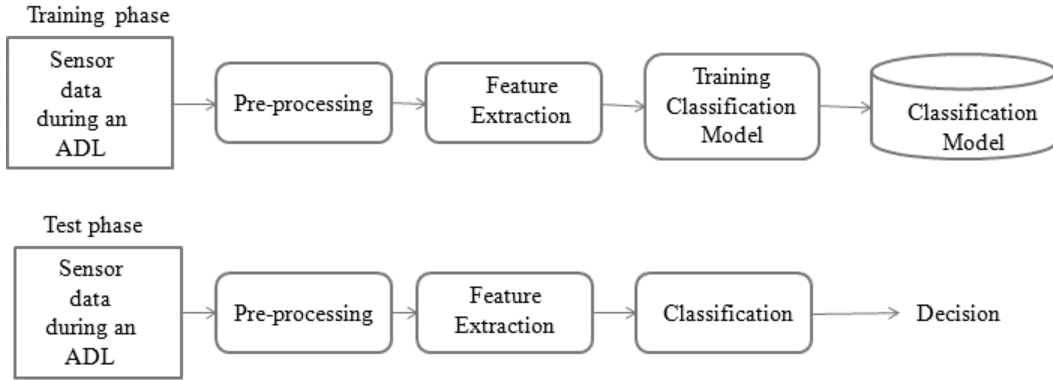 Training phase
Sensor
data
during an
ADL
Pre-processing
Feature
Extraction
Training
Classification
Model
Classification
Model
Test phase
Sensor
data
during an
ADL
Pre-processing
Feature
Extraction
Classification
Decision